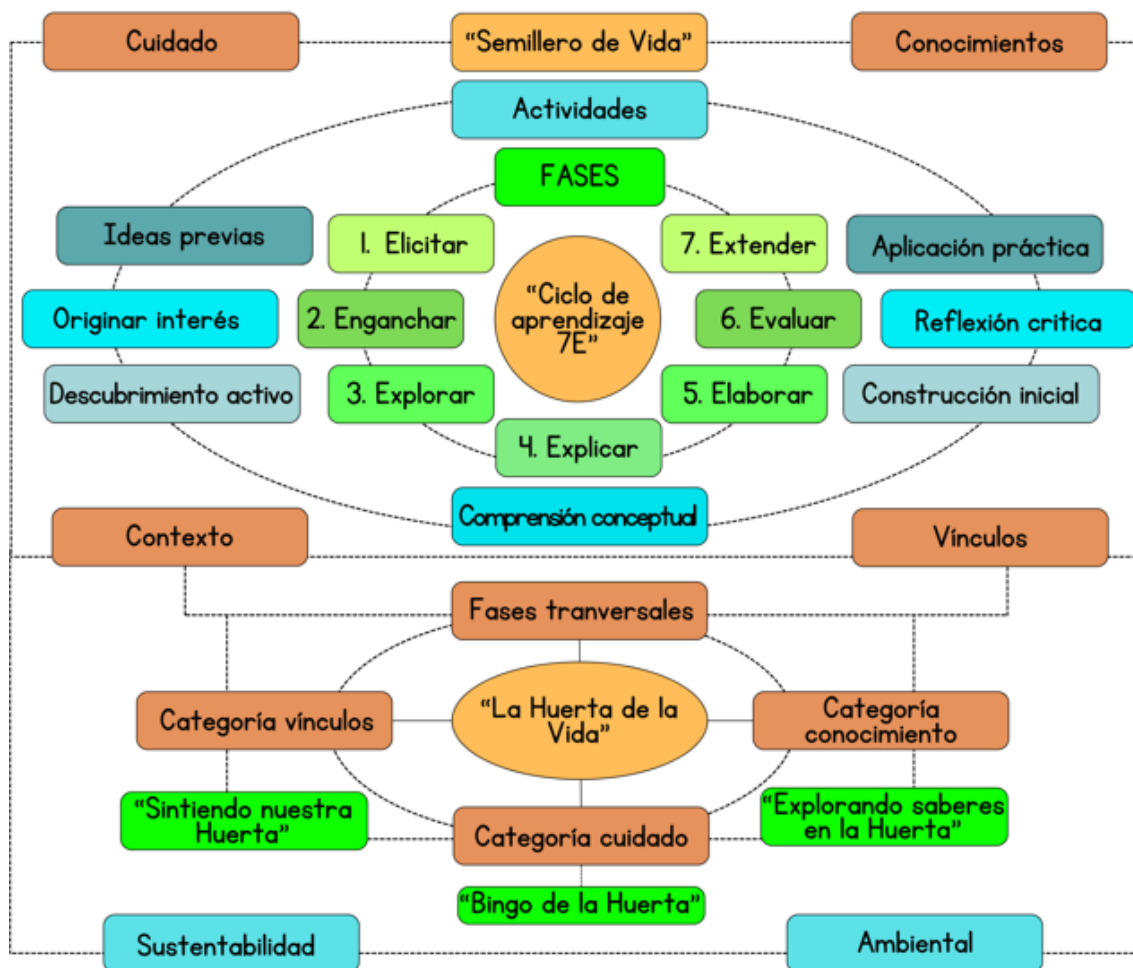 Cuidado
“Semillero de Vida”
Conocimientos
Actividades
FASES
Ideas previas
1. Elicitar
7. Extender
Aplicación práctica
“Ciclo de
aprendizaje
7E”
Originar interés
2. Enganchar
6. Evaluar
Reflexión critica
Descubrimiento activo
3. Explorar
5. Elaborar
Construcción inicial
4. Explicar
Comprensión conceptual
Contexto
Vínculos
Fases tranversales
Categoría vínculos
“La Huerta de la
Vida”
Categoría
conocimiento
“Sintiendo nuestra
Huerta”
“Explorando saberes
en la Huerta”
Categoría cuidado
“Bingo de la Huerta”
Sustentabilidad
Ambiental